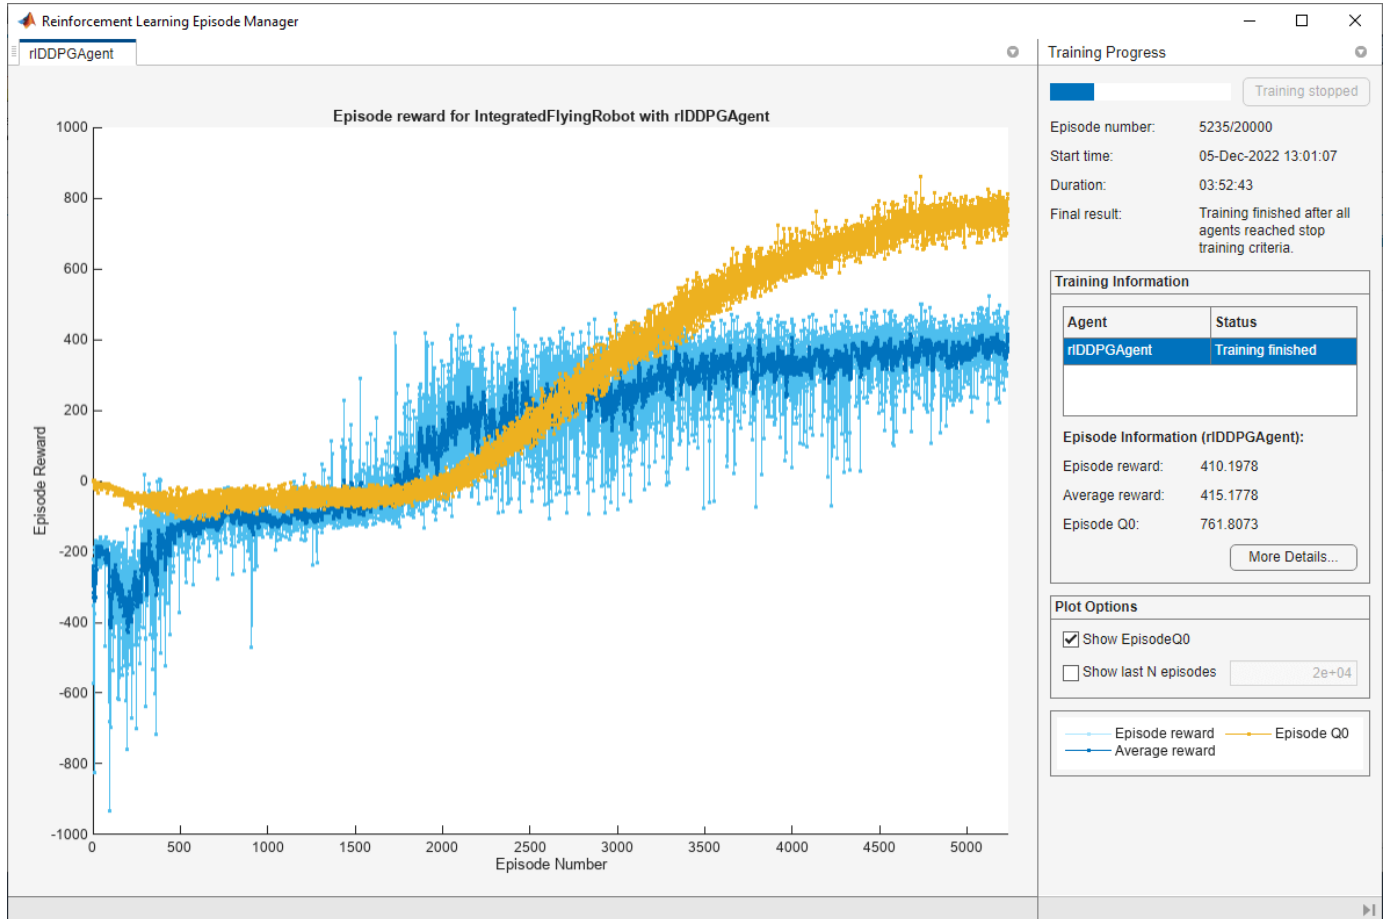 Reinforcement Learning Episode Manager
rlDDPGAgent
Episode reward for IntegratedFlyingRobot with rlDDPGAgent
1000
800
600
400
200
0
-200
-400
-600
-800
-1000
Episode Reward
0 500 1000 1500 2000 2500 3000 3500 4000 4500 5000
Episode Number
Training Progress
Training stopped
Episode number: 5235/20000
Start time: 05-Dec-2022 13:01:07
Duration: 03:52:43
Final result: Training finished after all
agents reached stop
training criteria.
Training Information
Agent Status
rlDDPGAgent Training finished
Episode Information (rlDDPGAgent):
Episode reward: 410.1978
Average reward: 415.1778
Episode Q0: 761.8073
More Details...
Plot Options
Show EpisodeQ0
Show last N episodes 2e+04
Episode reward Episode Q0
Average reward